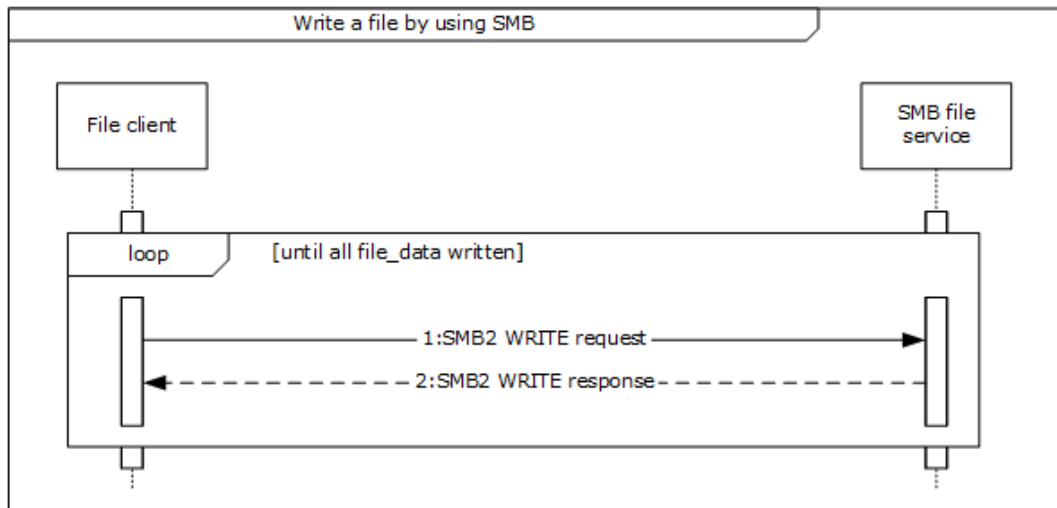 Write a file by using SMB
File client
SMB file
service
loop
[until all file_data written]
1:SMB2 WRITE request
2:SMB2 WRITE response